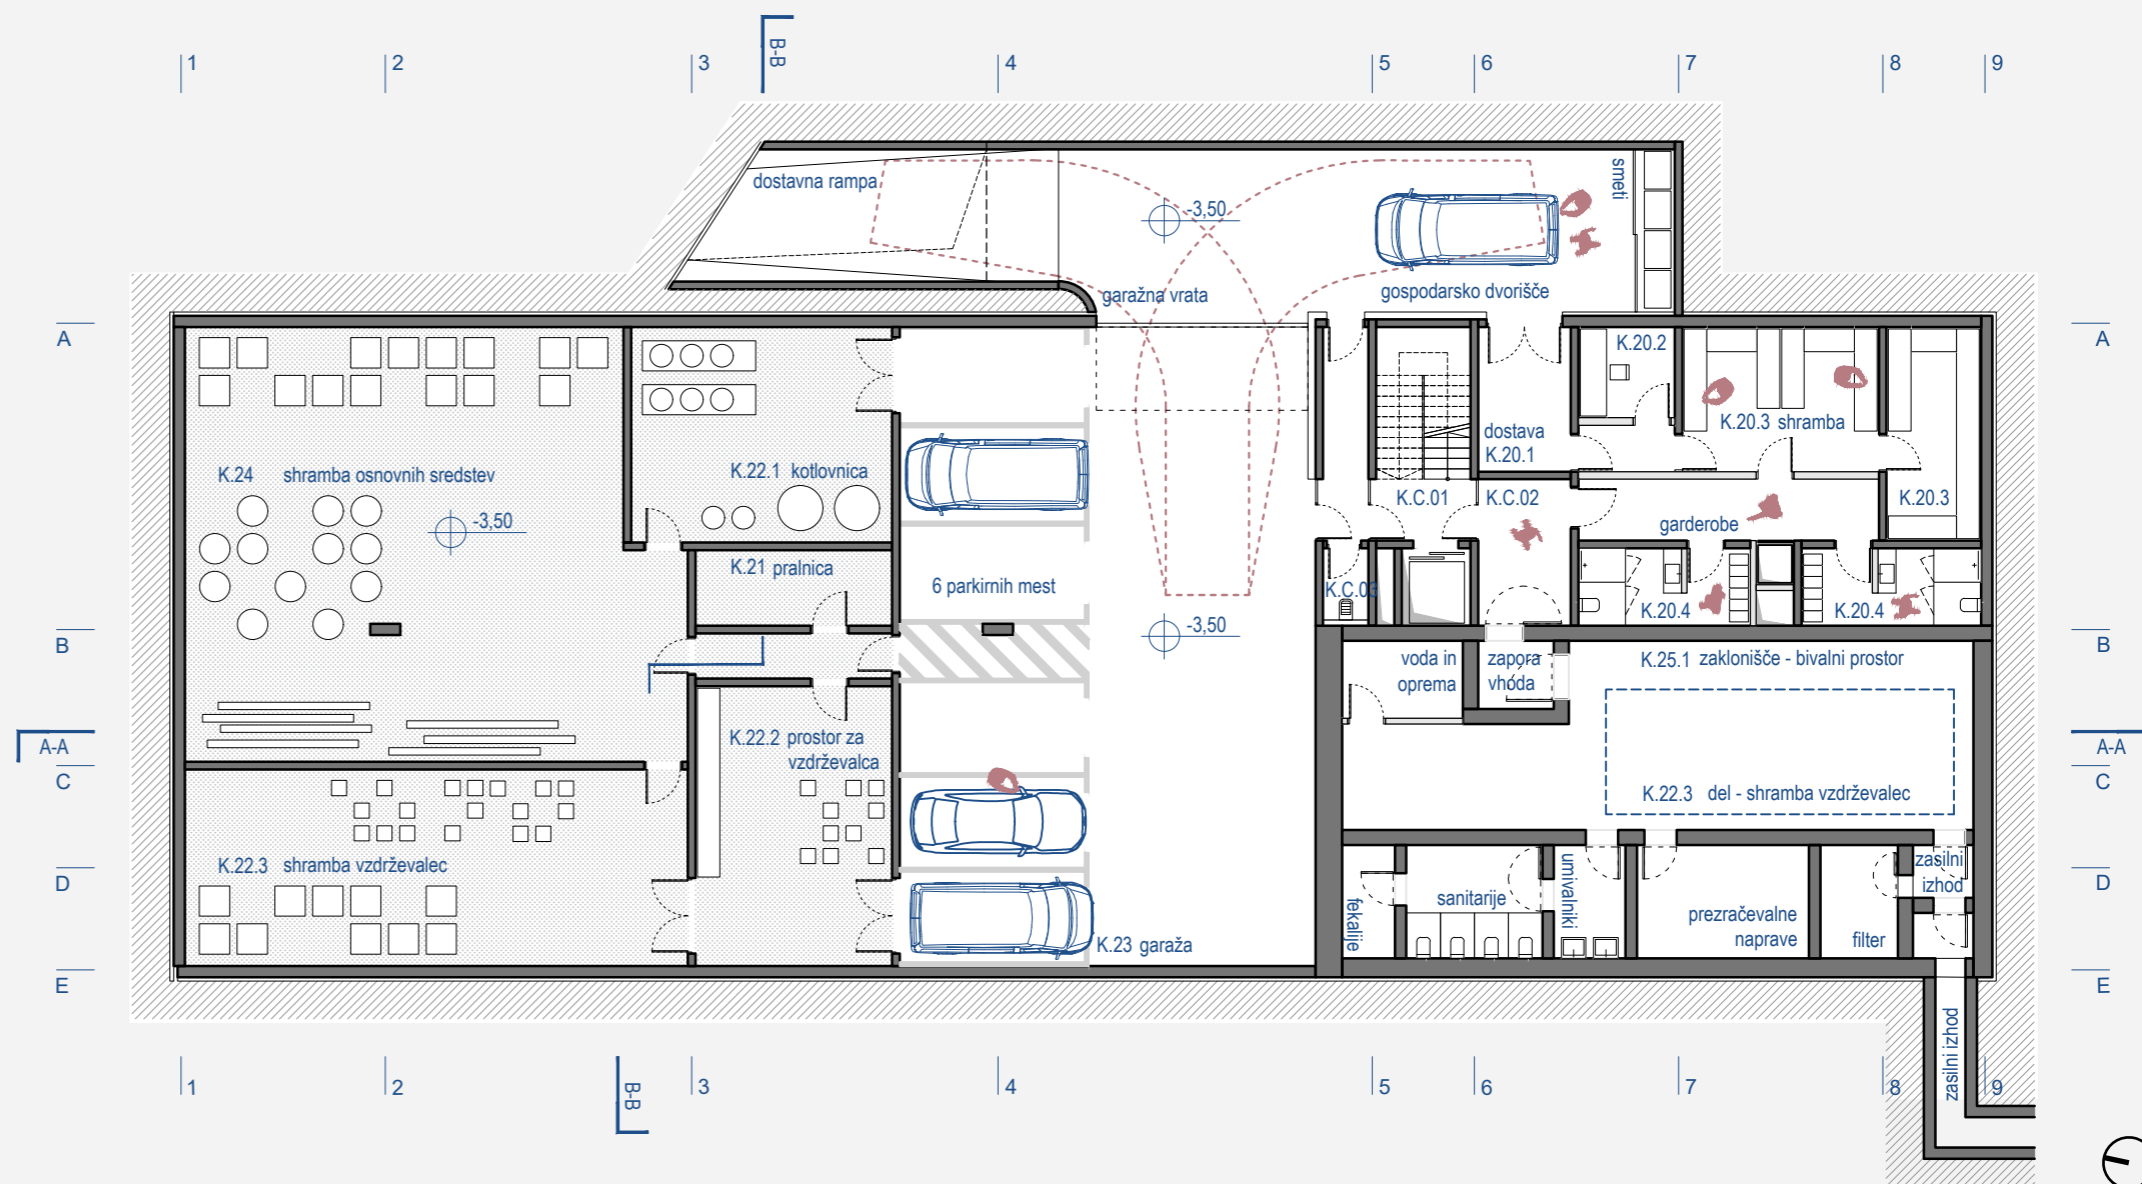 B-B
1 2 3 4 5 6 7 8 9
dostavna rampa
-3,50
smeti
garažna vrata
gospodarsko dvorišče
A A
K.20.2
K.20.3 shramba
dostava
K.20.1
K.24 shramba osnovnih sredstev
K.22.1 kotlovnica
-3,50
K.C.01
K.C.02
K.20.3
garderobe
K.21 pralnica
6 parkirnih mest
K.C.03
K.20.4
K.20.4
-3,50
B B
voda in
oprema
zapora
vhoda
K.25.1 zaklonišče - bivalni prostor
A-A A-A
K.22.2 prostor za
vzdrževalca
C C
K.22.3 del - shramba vzdrževalec
K.22.3 shramba vzdrževalec
D D
fekalije
sanitarije
umivalniki
prezračevalne
naprave
filter
zasilni
izhod
K.23 garaža
E E
zasilni izhod
1 2 3 4 5 6 7 8 9
B-B